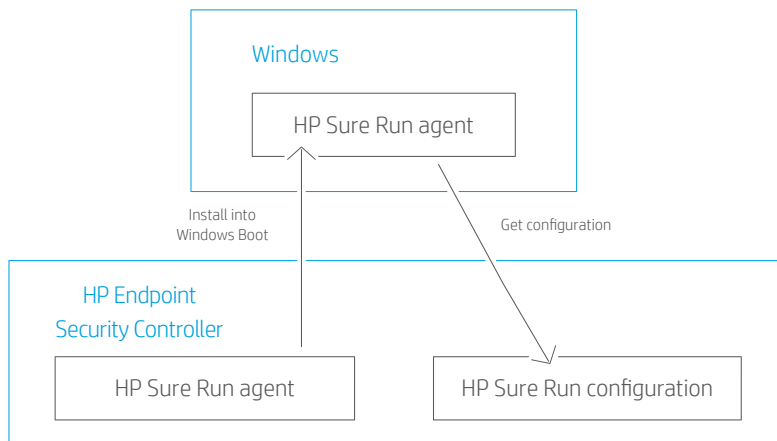 Windows
HP Sure Run agent
Install into
Windows Boot
Get configuration
HP Endpoint
Security Controller
HP Sure Run agent
HP Sure Run configuration